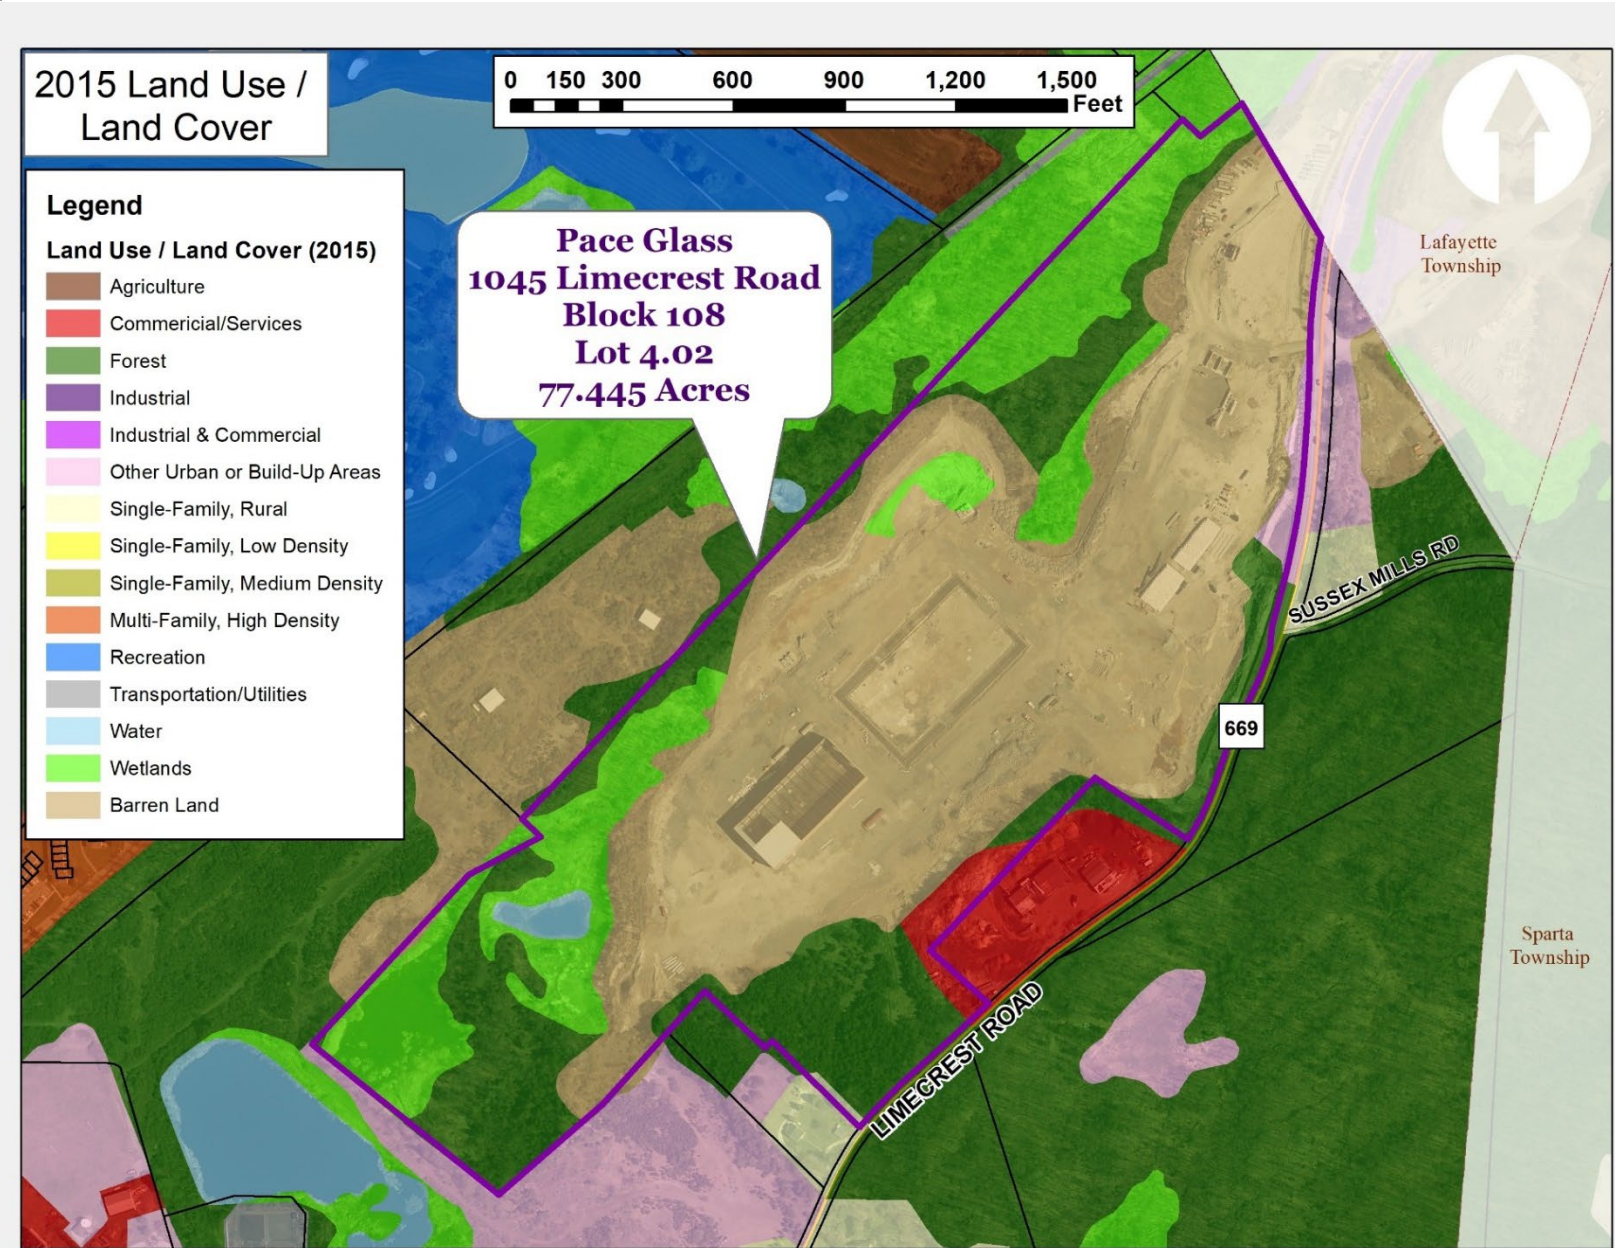 2015 Land Use /
Land Cover
0 150 300 600 900 1,200 1,500
Feet
Legend
Land Use / Land Cover (2015)
Agriculture
Commericial/Services
Forest
Industrial
Industrial & Commercial
Other Urban or Build-Up Areas
Single-Family, Rural
Single-Family, Low Density
Single-Family, Medium Density
Multi-Family, High Density
Recreation
Transportation/Utilities
Water
Wetlands
Barren Land
Pace Glass
1045 Limecrest Road
Block 108
Lot 4.02
77.445 Acres
Lafayette
Township
SUSSEX MILLS RD
669
Sparta
Township
LIMECREST ROAD